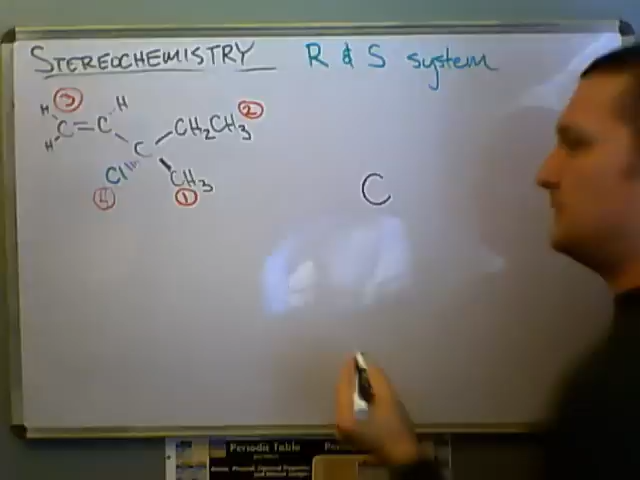 STEREOCHEMISTRY R & S system
H 3 H 2
C=C C CH2CH3
H
Cl CH3
4 1
C
Periodic Table